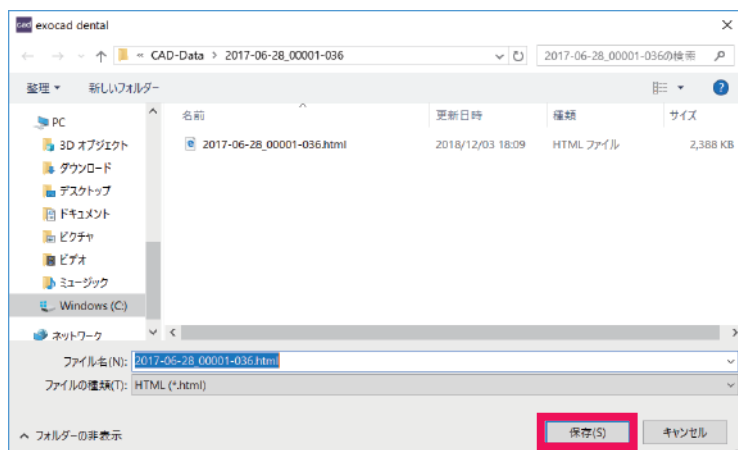 cad exocad dental
« CAD-Data > 2017-06-28_00001-036
2017-06-28_00001-036の検索
整理 新しいフォルダー
名前 更新日時 種類 サイズ
PC
3D オブジェクト
2017-06-28_00001-036.html 2018/12/03 18:09 HTML ファイル 2,388 KB
ダウンロード
デスクトップ
ドキュメント
ピクチャ
ビデオ
ミュージック
Windows (C:)
ネットワーク
ファイル名(N): 2017-06-28_00001-036.html
ファイルの種類(T): HTML (*.html)
フォルダーの非表示
保存(S) キャンセル